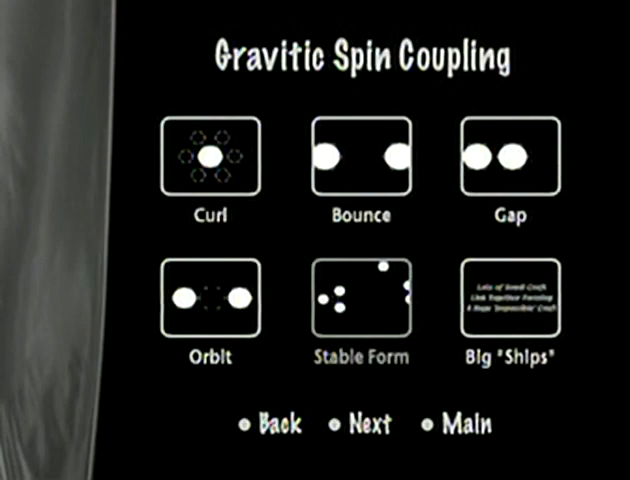 Gravitic Spin Coupling
Curl Bounce Gap
Lots of Small Craft
Link Together Forming
A Huge 'Impossible' Craft
Orbit Stable Form Big "Ships"
Back Next Main